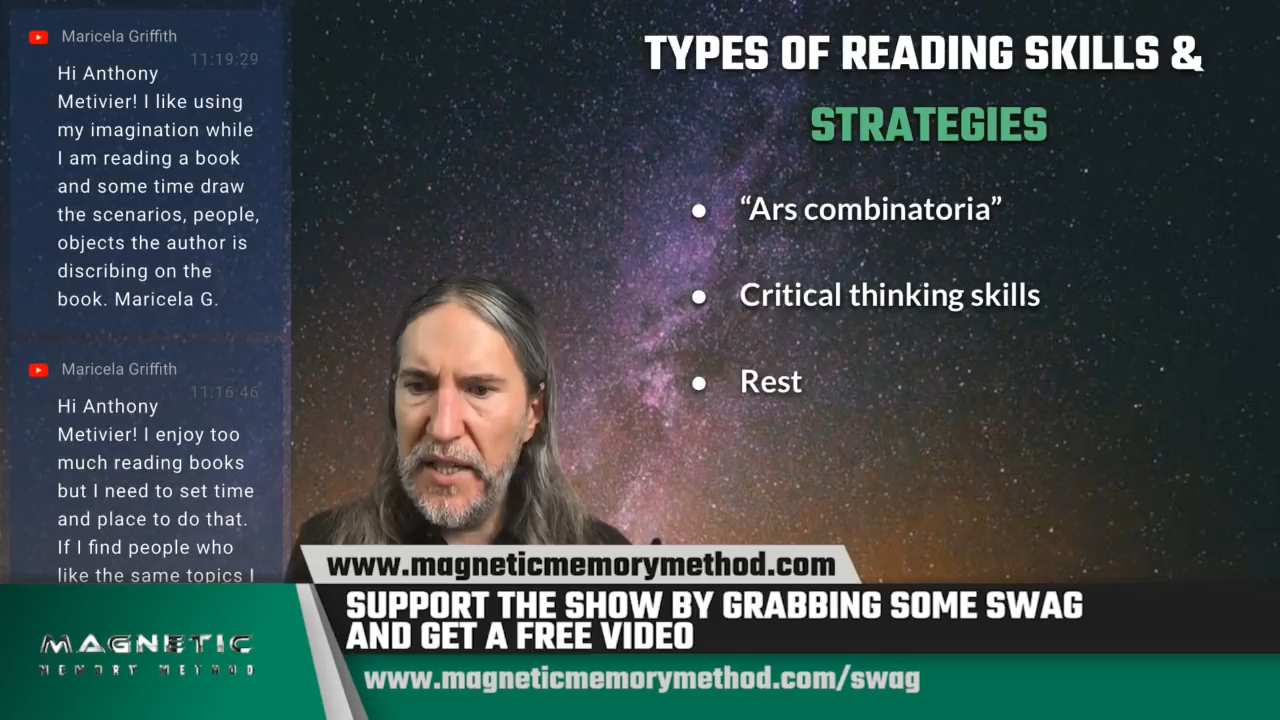 Maricela Griffith
11:19:29
Hi Anthony
Metivier! I like using
my imagination while
I am reading a book
and some time draw
the scenarios, people,
objects the author is
discribing on the
book. Maricela G.
Maricela Griffith
11:16:46
Hi Anthony
Metivier! I enjoy too
much reading books
but I need to set time
and place to do that.
If I find people who
like the same topics I
TYPES OF READING SKILLS &
STRATEGIES
• “Ars combinatoria”
• Critical thinking skills
• Rest
www.magneticmemorymethod.com
SUPPORT THE SHOW BY GRABBING SOME SWAG
AND GET A FREE VIDEO
www.magneticmemorymethod.com/swag
MAGNETIC
MEMORY METHOD